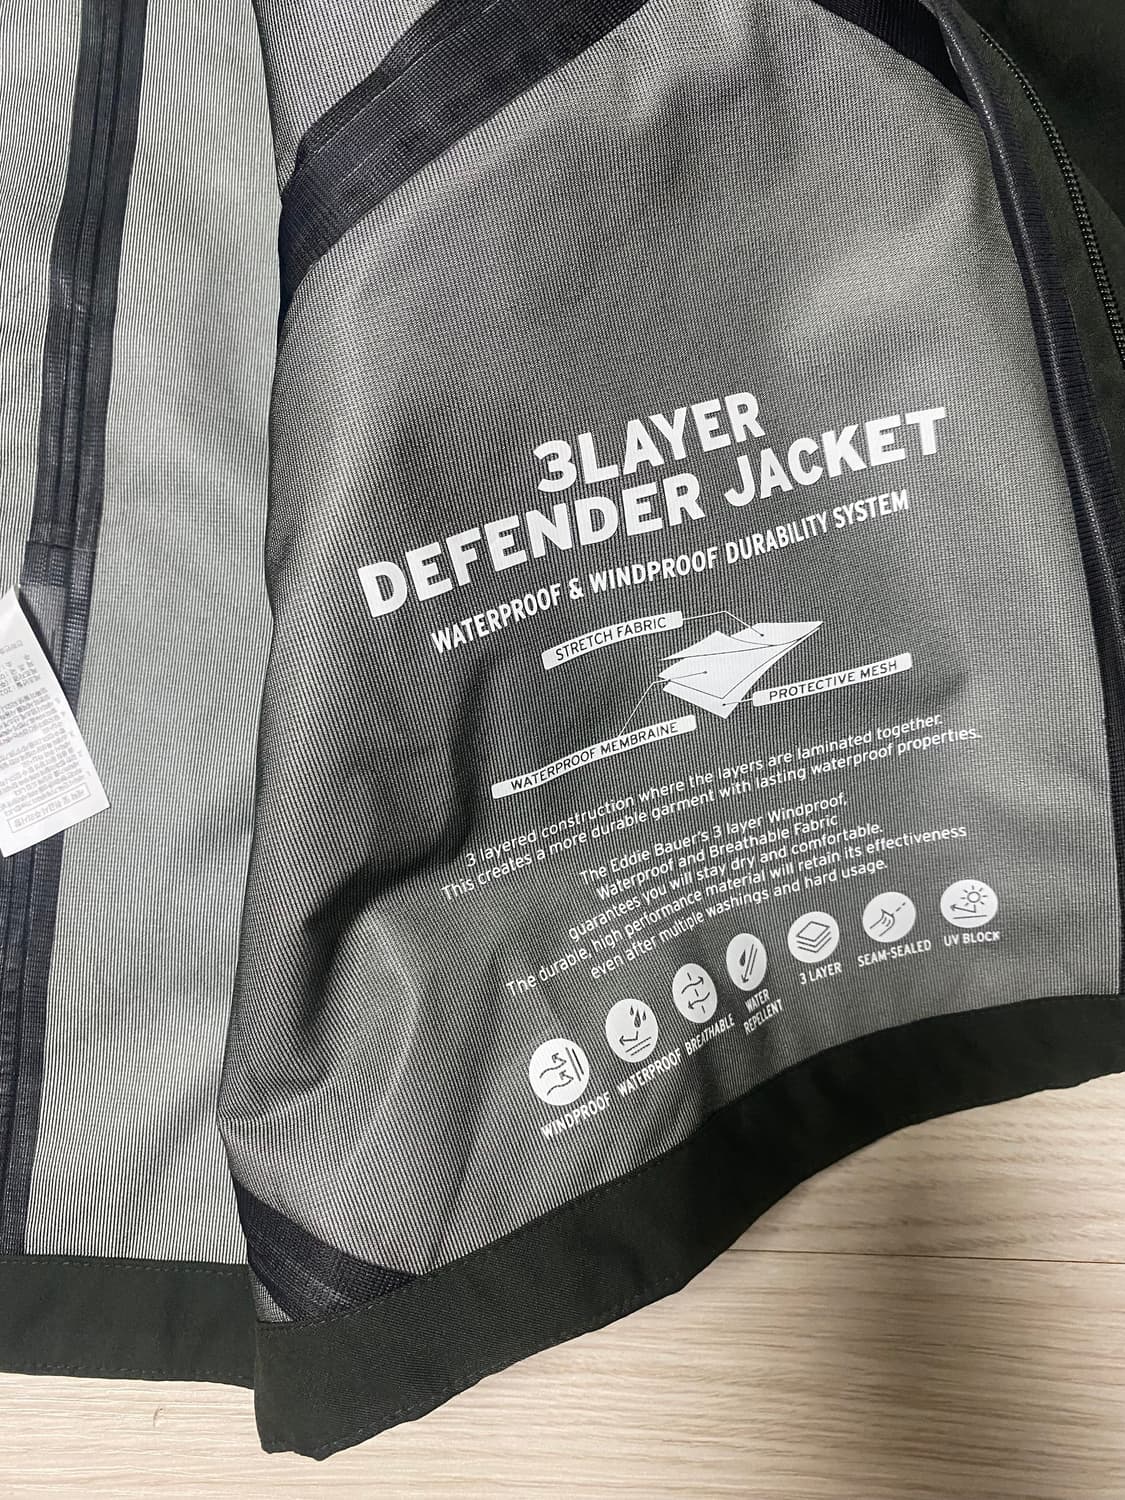 3LAYER
DEFENDER JACKET
WATERPROOF & WINDPROOF DURABILITY SYSTEM
STRETCH FABRIC
PROTECTIVE MESH
WATERPROOF MEMBRAINE
3 layered construction where the layers are laminated together.
This creates a more durable garment with lasting waterproof properties.
The Eddie Bauer's 3 layer Windproof,
Waterproof and Breathable Fabric
guarantees you will stay dry and comfortable.
The durable, high performance material will retain its effectiveness
even after multiple washings and hard usage.
WINDPROOF
WATERPROOF
BREATHABLE
WATER
REPELLENT
3 LAYER
SEAM-SEALED
UV BLOCK